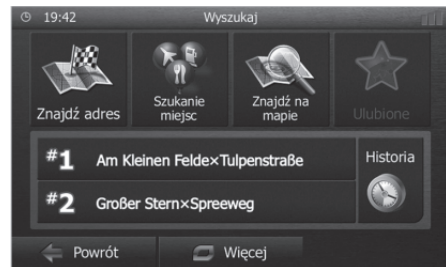 19:42 Wyszukaj
Znajdź adres
Szukanie miejsc
Znajdź na mapie
Ulubione
#1 Am Kleinen Felde×Tulpenstraße
Historia
#2 Großer Stern×Spreeweg
Powrót
Więcej